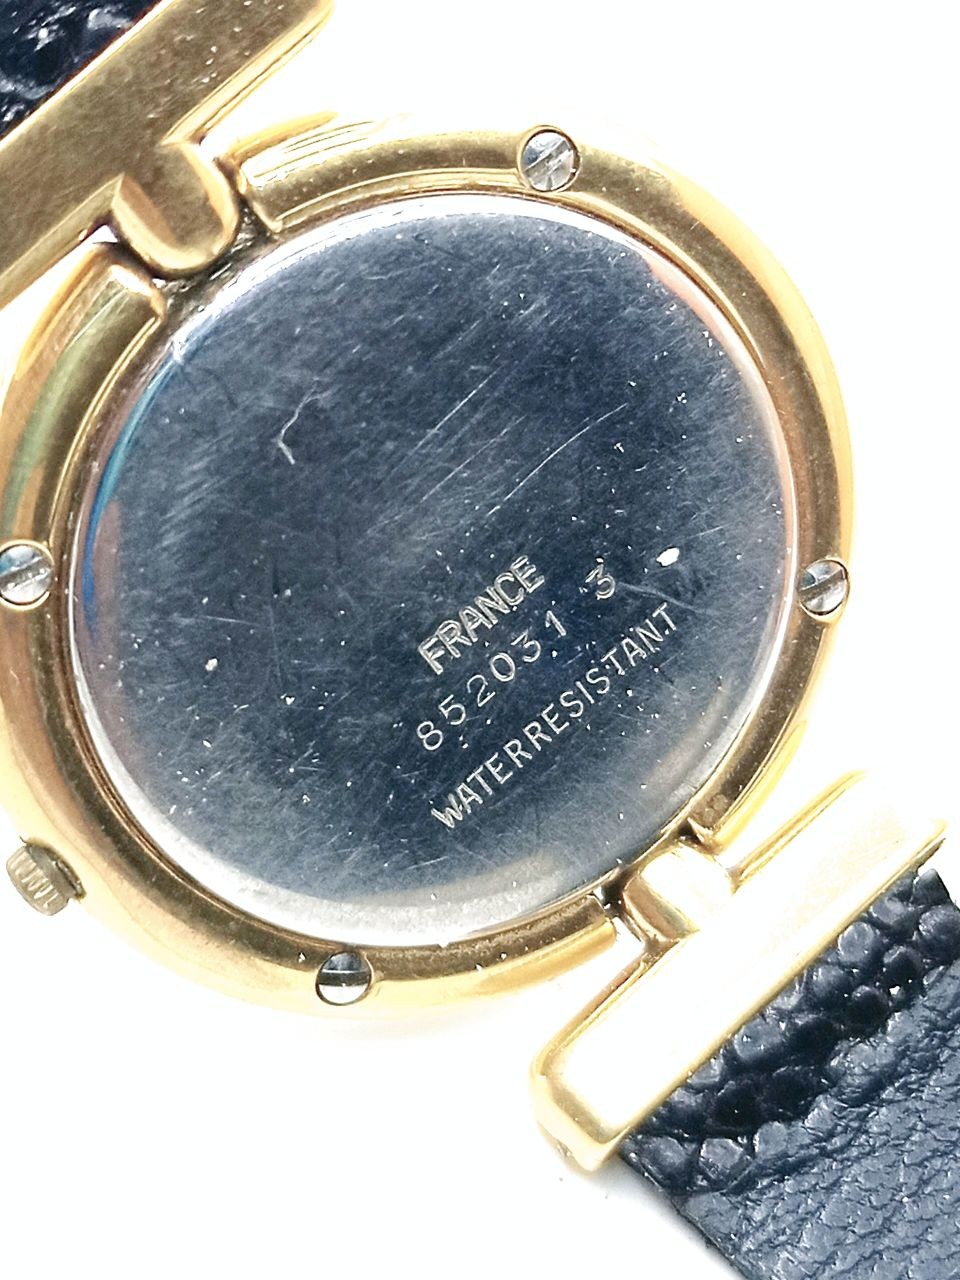 FRANCE
852031 3
WATERRESISTANT